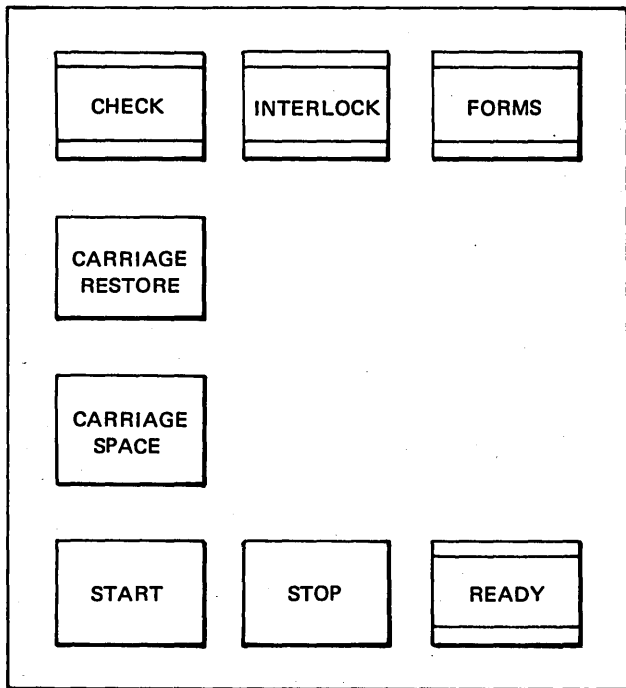 CHECK
INTERLOCK
FORMS
CARRIAGE
RESTORE
CARRIAGE
SPACE
START
STOP
READY